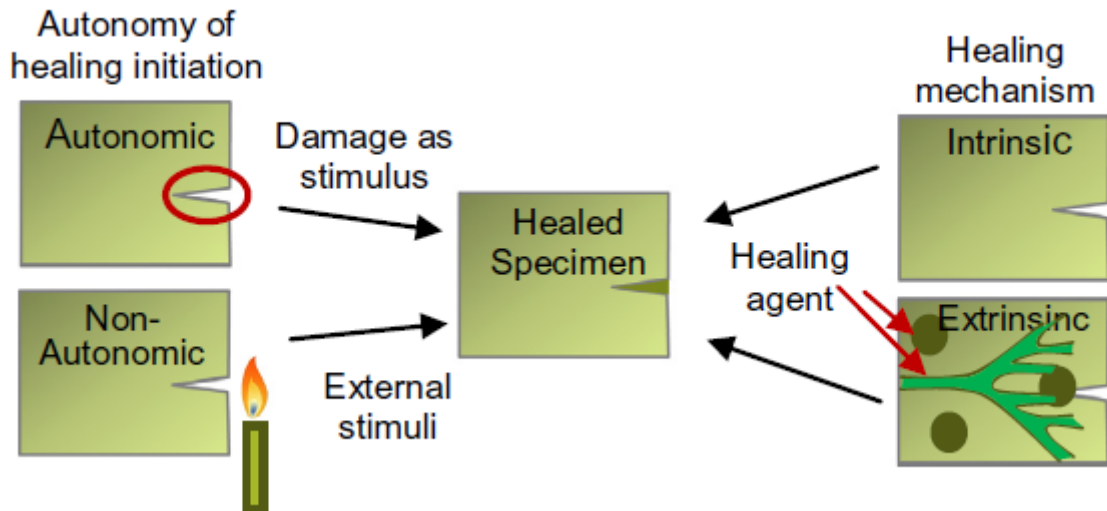 Autonomy of
healing initiation
Autonomic
Damage as
stimulus
Non-
Autonomic
External
stimuli
Healed
Specimen
Healing
mechanism
Intrinsic
Healing
agent
Extrinsinc